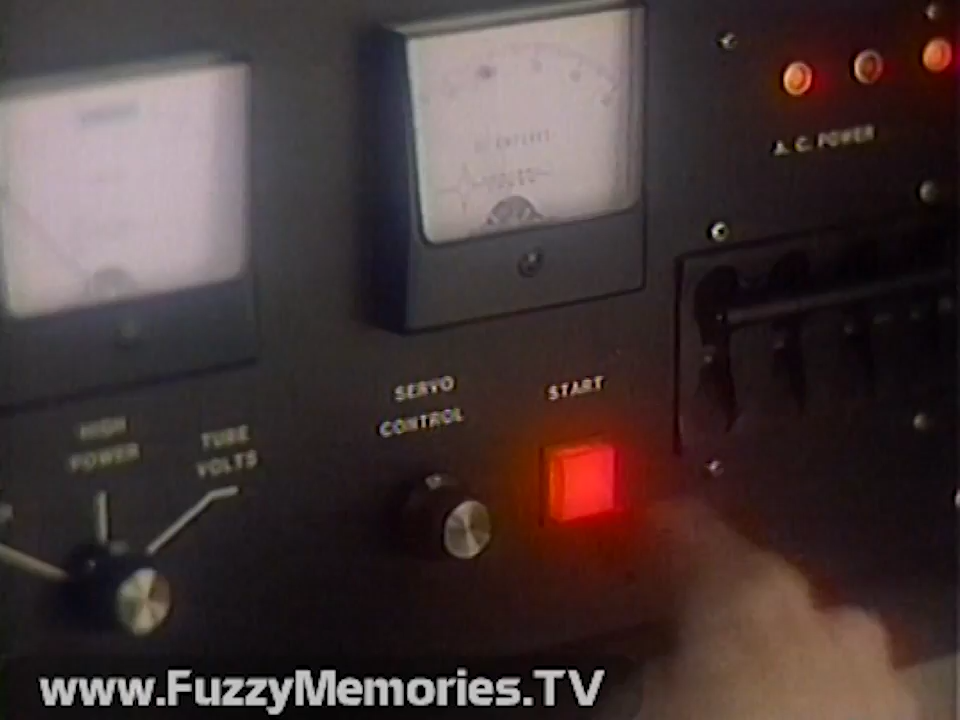 A. C. POWER
SERVO
CONTROL
START
HIGH
POWER
TUBE
VOLTS
www.FuzzyMemories.TV